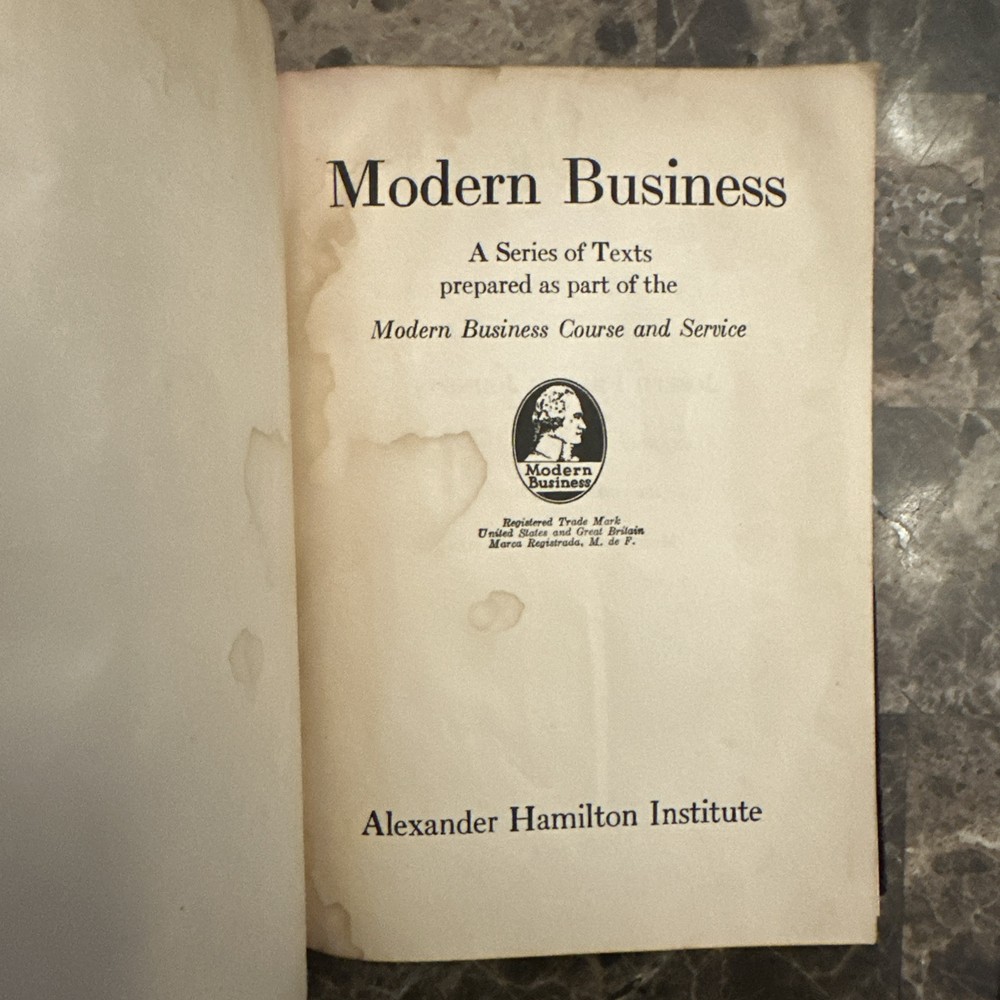 Modern Business
A Series of Texts
prepared as part of the
Modern Business Course and Service
Modern
Business
Registered Trade Mark
United States and Great Britain
Marca Registrada, M. de F.
Alexander Hamilton Institute